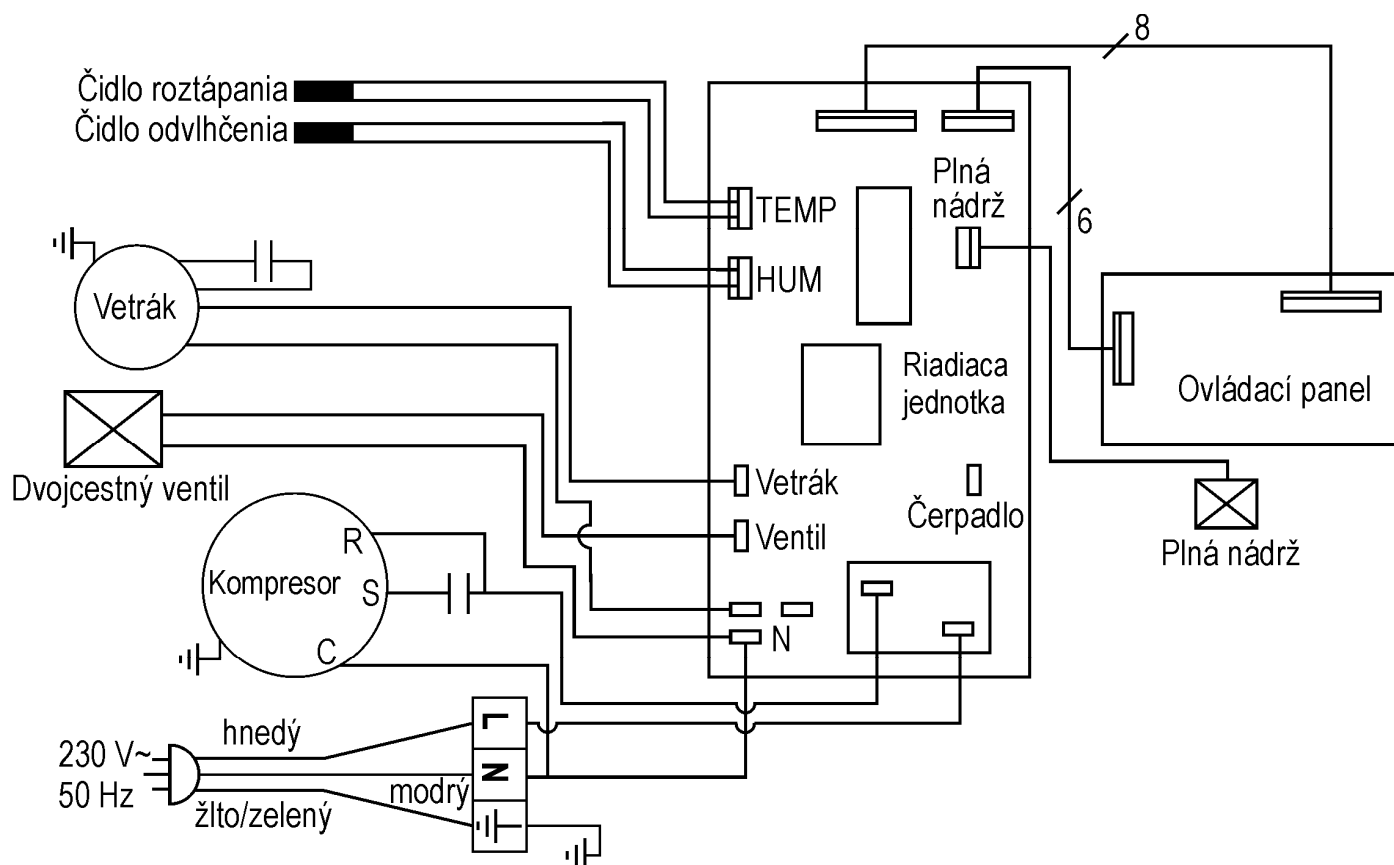 8
Čidlo roztápania
Čidlo odvlhčenia
Plná
nádrž
TEMP
6
HUM
Vetrák
Riadiaca
jednotka
Ovládací panel
Dvojcestný ventil
Vetrák
Čerpadlo
Ventil
Plná nádrž
R
Kompresor
S
N
C
L
hnedý
230 V~
N
50 Hz
modrý
žlto/zelený